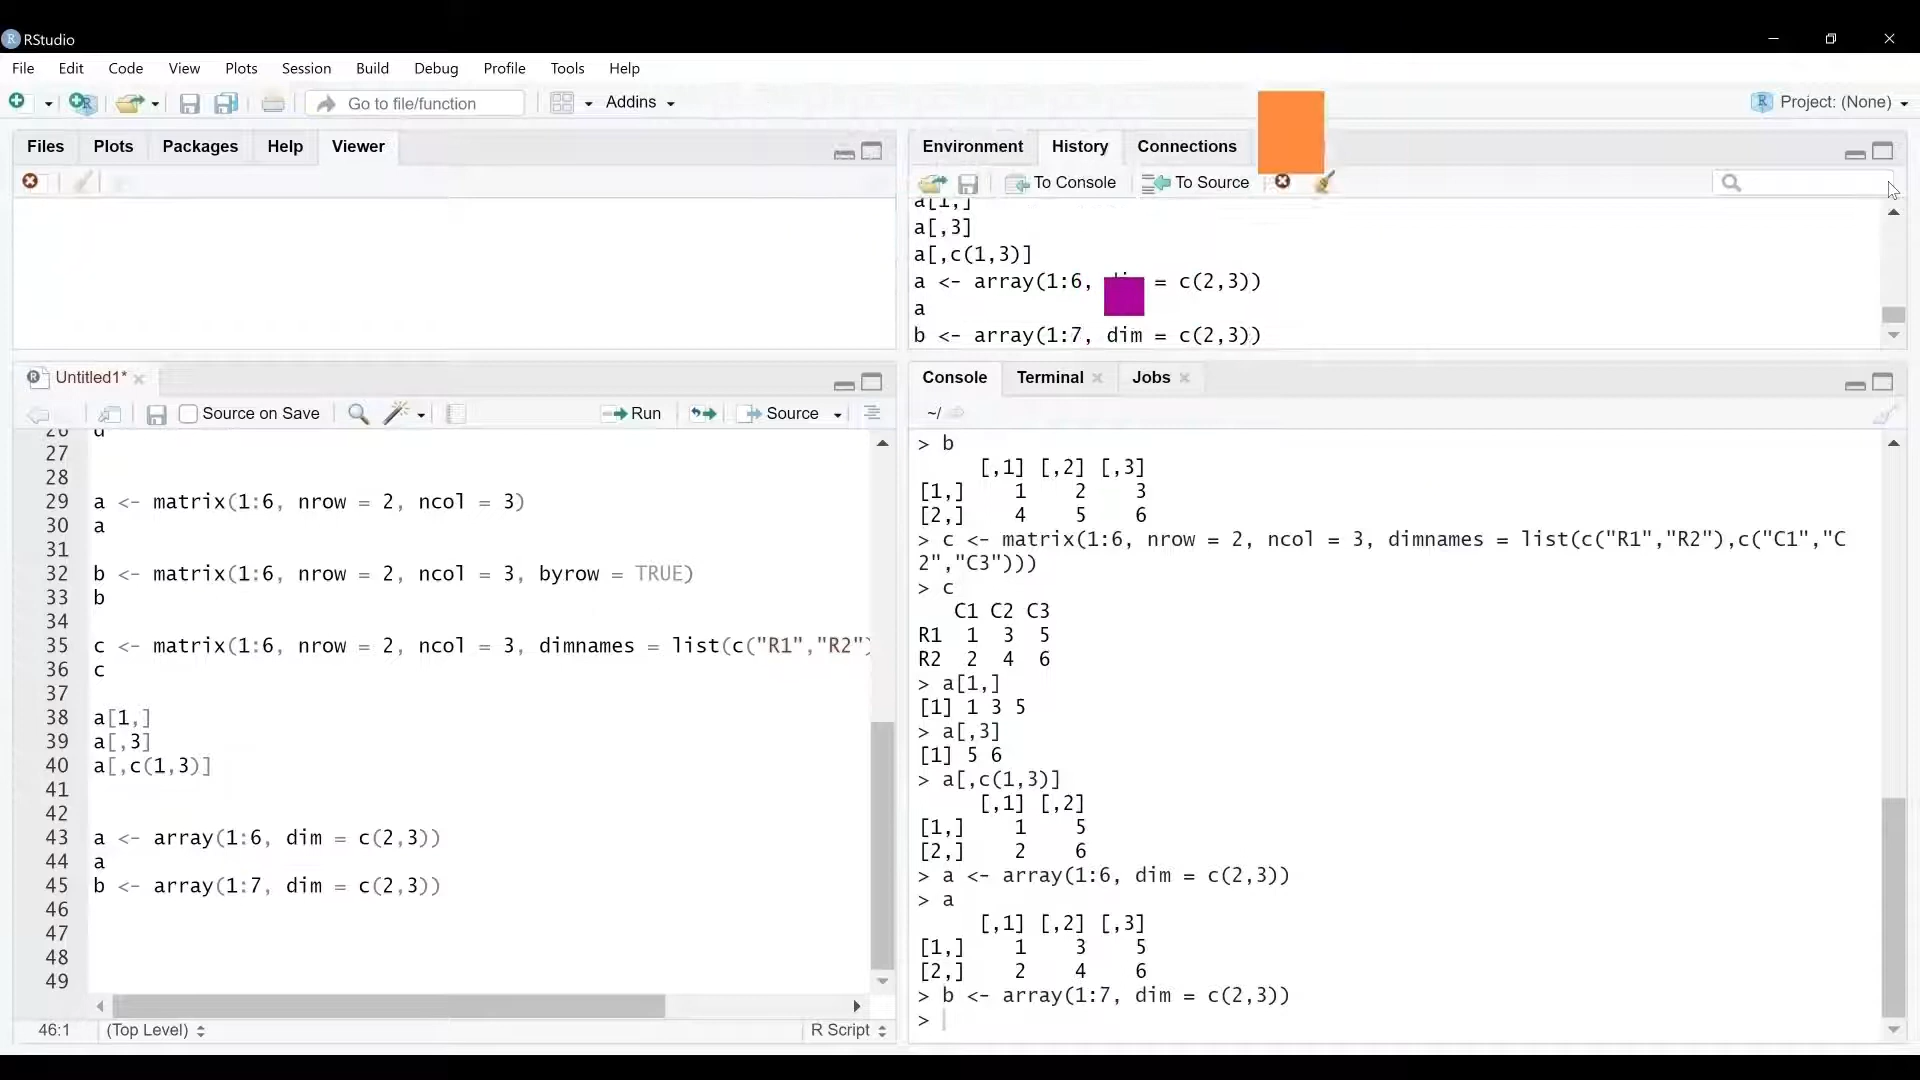 RStudio
File Edit Code View Plots Session Build Debug Profile Tools Help
Go to file/function Addins Project: (None)
Files Plots Packages Help Viewer
Environment History Connections
To Console To Source
a[1,]
a[,3]
a[,c(1,3)]
a <- array(1:6, = c(2,3))
a
b <- array(1:7, dim = c(2,3))
Untitled1*
Source on Save Run Source
26 d
27
28
29 a <- matrix(1:6, nrow = 2, ncol = 3)
30 a
31
32 b <- matrix(1:6, nrow = 2, ncol = 3, byrow = TRUE)
33 b
34
35 c <- matrix(1:6, nrow = 2, ncol = 3, dimnames = list(c("R1","R2")
36 c
37
38 a[1,]
39 a[,3]
40 a[,c(1,3)]
41
42
43 a <- array(1:6, dim = c(2,3))
44 a
45 b <- array(1:7, dim = c(2,3))
46
47
48
49
46:1 (Top Level) R Script
Console Terminal Jobs
~/
> b
[,1] [,2] [,3]
[1,] 1 2 3
[2,] 4 5 6
> c <- matrix(1:6, nrow = 2, ncol = 3, dimnames = list(c("R1","R2"),c("C1","C
2","C3")))
> c
C1 C2 C3
R1 1 3 5
R2 2 4 6
> a[1,]
[1] 1 3 5
> a[,3]
[1] 5 6
> a[,c(1,3)]
[,1] [,2]
[1,] 1 5
[2,] 2 6
> a <- array(1:6, dim = c(2,3))
> a
[,1] [,2] [,3]
[1,] 1 3 5
[2,] 2 4 6
> b <- array(1:7, dim = c(2,3))
>